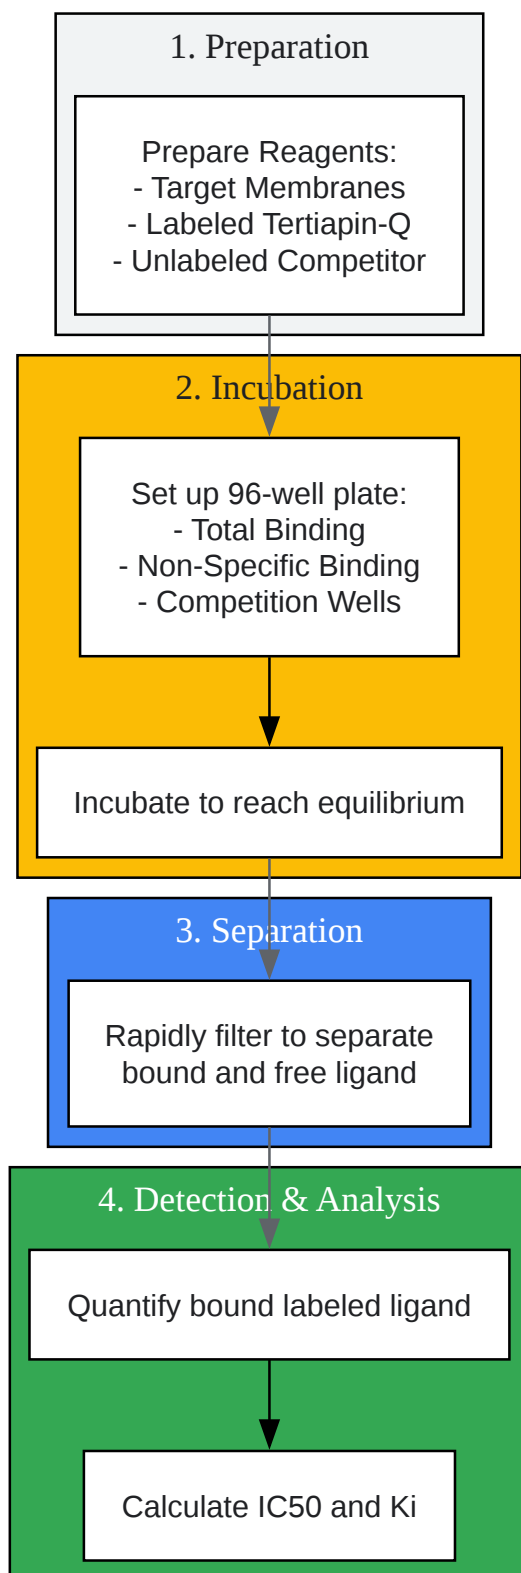 1. Preparation
Prepare Reagents:
- Target Membranes
- Labeled Tertiapin-Q
- Unlabeled Competitor
2. Incubation
Set up 96-well plate:
- Total Binding
- Non-Specific Binding
- Competition Wells
Incubate to reach equilibrium
3. Separation
Rapidly filter to separate
bound and free ligand
4. Detection & Analysis
Quantify bound labeled ligand
Calculate IC50 and Ki